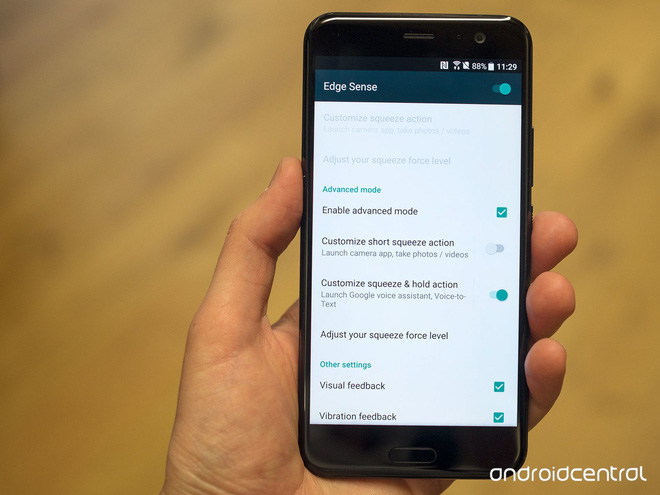 88% 11:29
Edge Sense
Customize squeeze action
Launch camera app, take photos / videos
Adjust your squeeze force level
Advanced mode
Enable advanced mode
Customize short squeeze action
Launch camera app, take photos / videos
Customize squeeze & hold action
Launch Google voice assistant, Voice-to-
Text
Adjust your squeeze force level
Other settings
Visual feedback
Vibration feedback
androidcentral